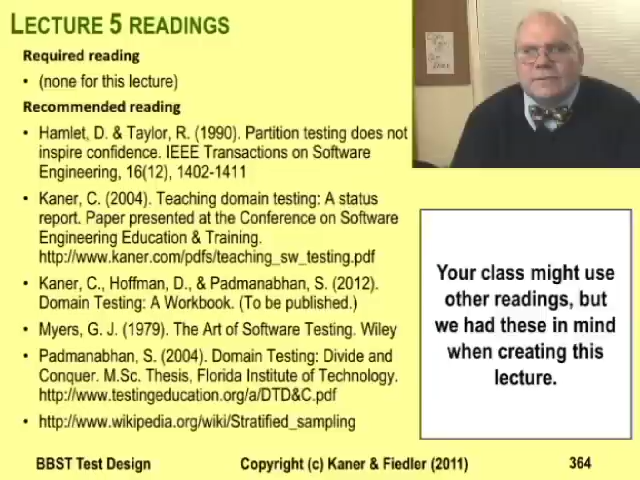 LECTURE 5 READINGS
Required reading
• (none for this lecture)
Recommended reading
• Hamlet, D. & Taylor, R. (1990). Partition testing does not
inspire confidence. IEEE Transactions on Software
Engineering, 16(12), 1402-1411
• Kaner, C. (2004). Teaching domain testing: A status
report. Paper presented at the Conference on Software
Engineering Education & Training.
http://www.kaner.com/pdfs/teaching_sw_testing.pdf
• Kaner, C., Hoffman, D., & Padmanabhan, S. (2012).
Domain Testing: A Workbook. (To be published.)
• Myers, G. J. (1979). The Art of Software Testing. Wiley
• Padmanabhan, S. (2004). Domain Testing: Divide and
Conquer. M.Sc. Thesis, Florida Institute of Technology.
http://www.testingeducation.org/a/DTD&C.pdf
• http://www.wikipedia.org/wiki/Stratified_sampling
Your class might use
other readings, but
we had these in mind
when creating this
lecture.
BBST Test Design
Copyright (c) Kaner & Fiedler (2011)
364